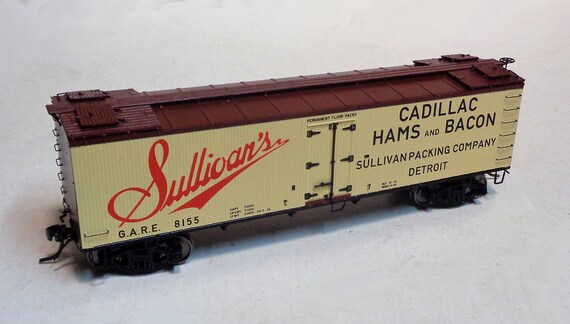 Sullivan's
G.A.R.E. 8155
PERMANENT FLOOR RACKS
CADILLAC
HAMS AND BACON
SULLIVAN PACKING COMPANY
DETROIT